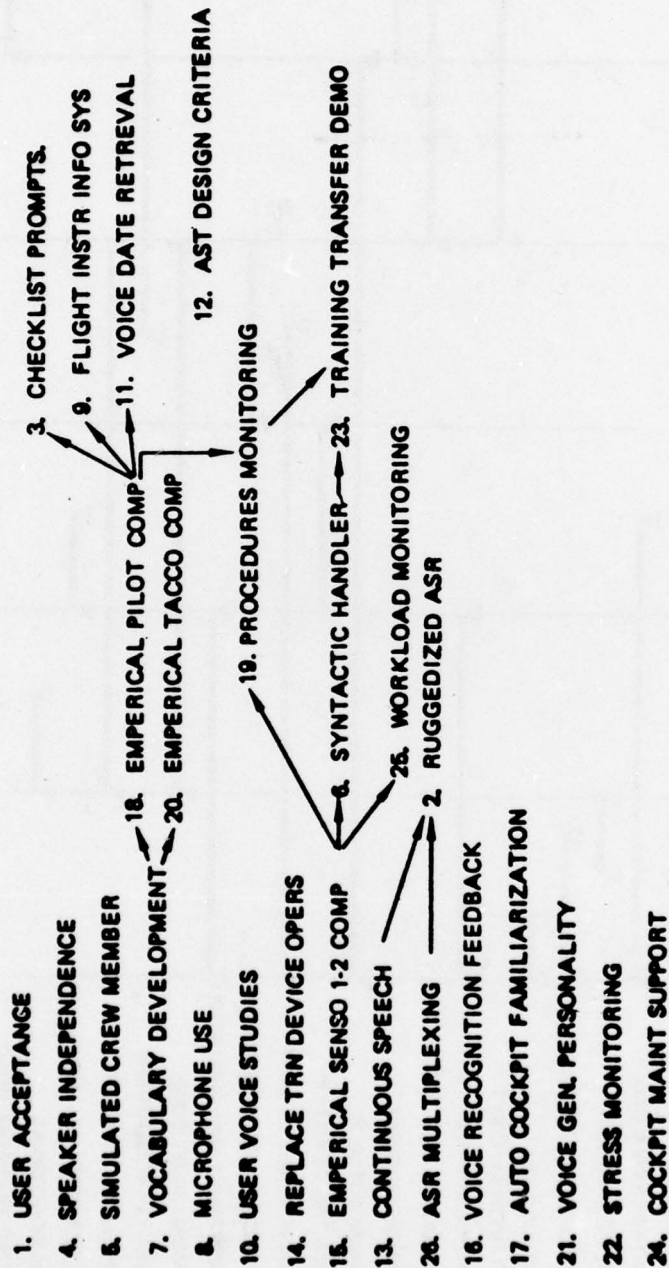 1. USER ACCEPTANCE
4. SPEAKER INDEPENDENCE
5. SIMULATED CREW MEMBER
7. VOCABULARY DEVELOPMENT
8. MICROPHONE USE
10. USER VOICE STUDIES
14. REPLACE TRN DEVICE OPERS
15. EMPERICAL SENSO 1-2 COMP
13. CONTINUOUS SPEECH
26. ASR MULTIPLEXING
16. VOICE RECOGNITION FEEDBACK
17. AUTO COCKPIT FAMILIARIZATION
21. VOICE GEN. PERSONALITY
22. STRESS MONITORING
24. COCKPIT MAINT SUPPORT
18. EMPERICAL PILOT COMP
20. EMPERICAL TACCO COMP
19. PROCEDURES MONITORING
6. SYNTACTIC HANDLER
25. WORKLOAD MONITORING
2. RUGGEDIZED ASR
3. CHECKLIST PROMPTS.
9. FLIGHT INSTR INFO SYS
11. VOICE DATE RETREVAL
12. AST DESIGN CRITERIA
23. TRAINING TRANSFER DEMO